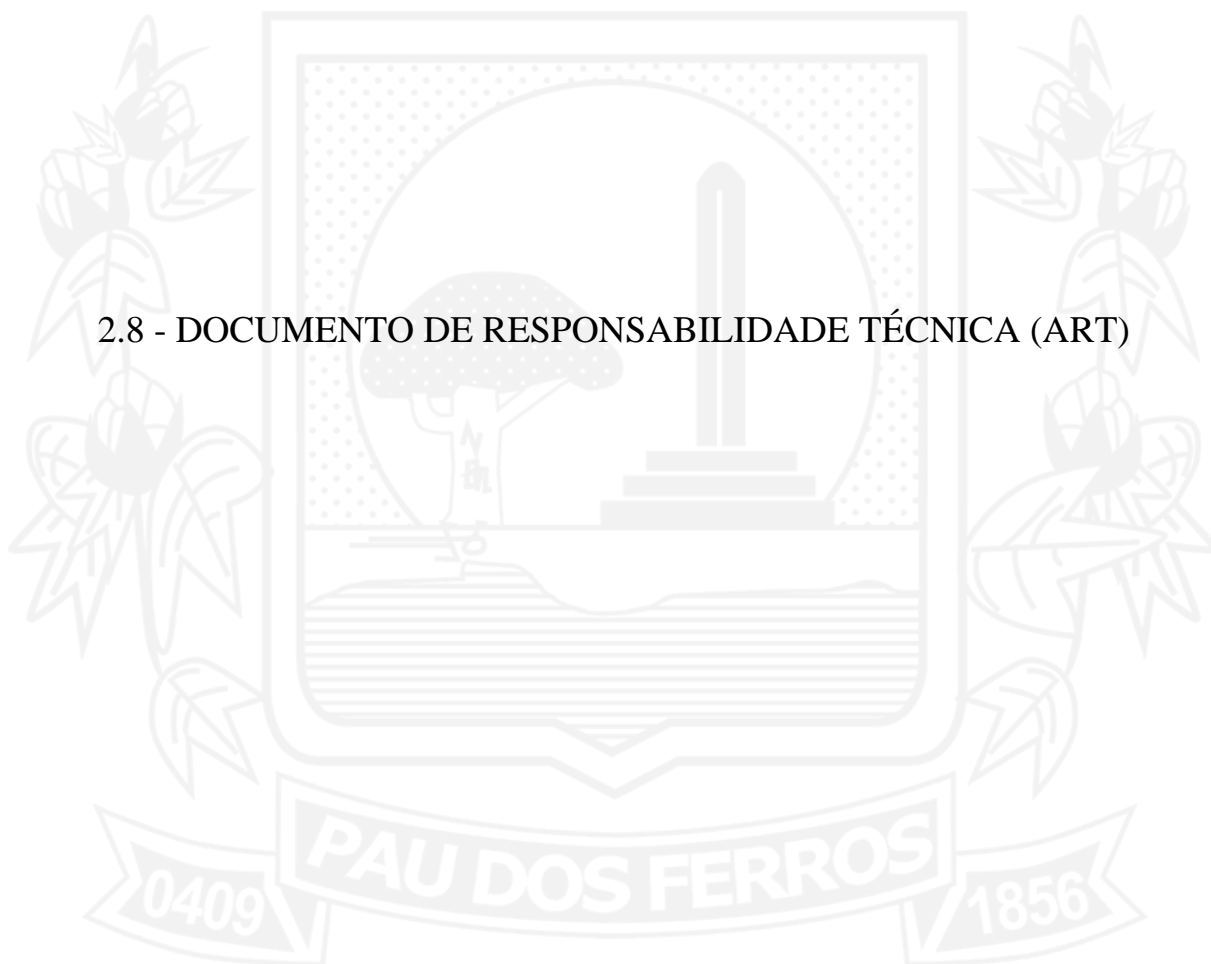 2.8 - DOCUMENTO DE RESPONSABILIDADE TÉCNICA (ART)
PAU DOS FERROS
0409
1856